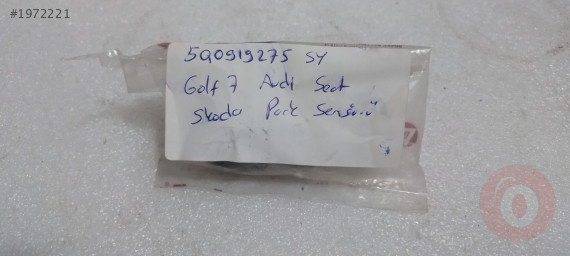 #1972221
5Q0919275 SY
Golf 7 Audi Seat
Skoda Park Sensörü